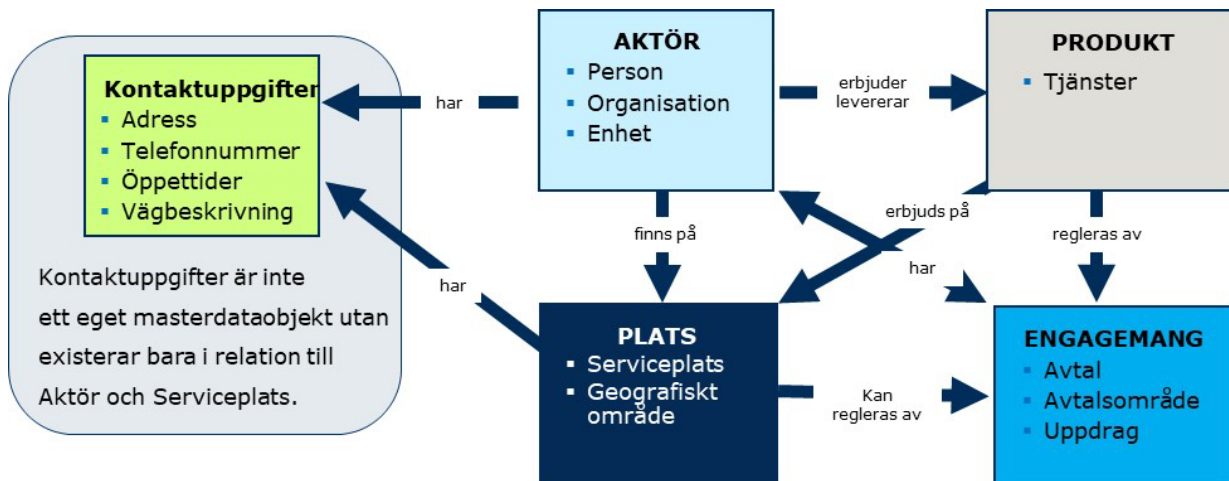 Kontaktuppgifter
Adress
Telefonnummer
Öppettider
Vägbeskrivning
Kontaktuppgifter är inte
ett eget masterdataobjekt utan
existerar bara i relation till
Aktör och Serviceplats.
har
har
AKTÖR
Person
Organisation
Enhet
erbjuder
levererar
PRODUKT
Tjänster
finns på
erbjuds på
har
regleras av
PLATS
Serviceplats
Geografiskt
område
Kan
regleras av
ENGAGEMANG
Avtal
Avtalsområde
Uppdrag